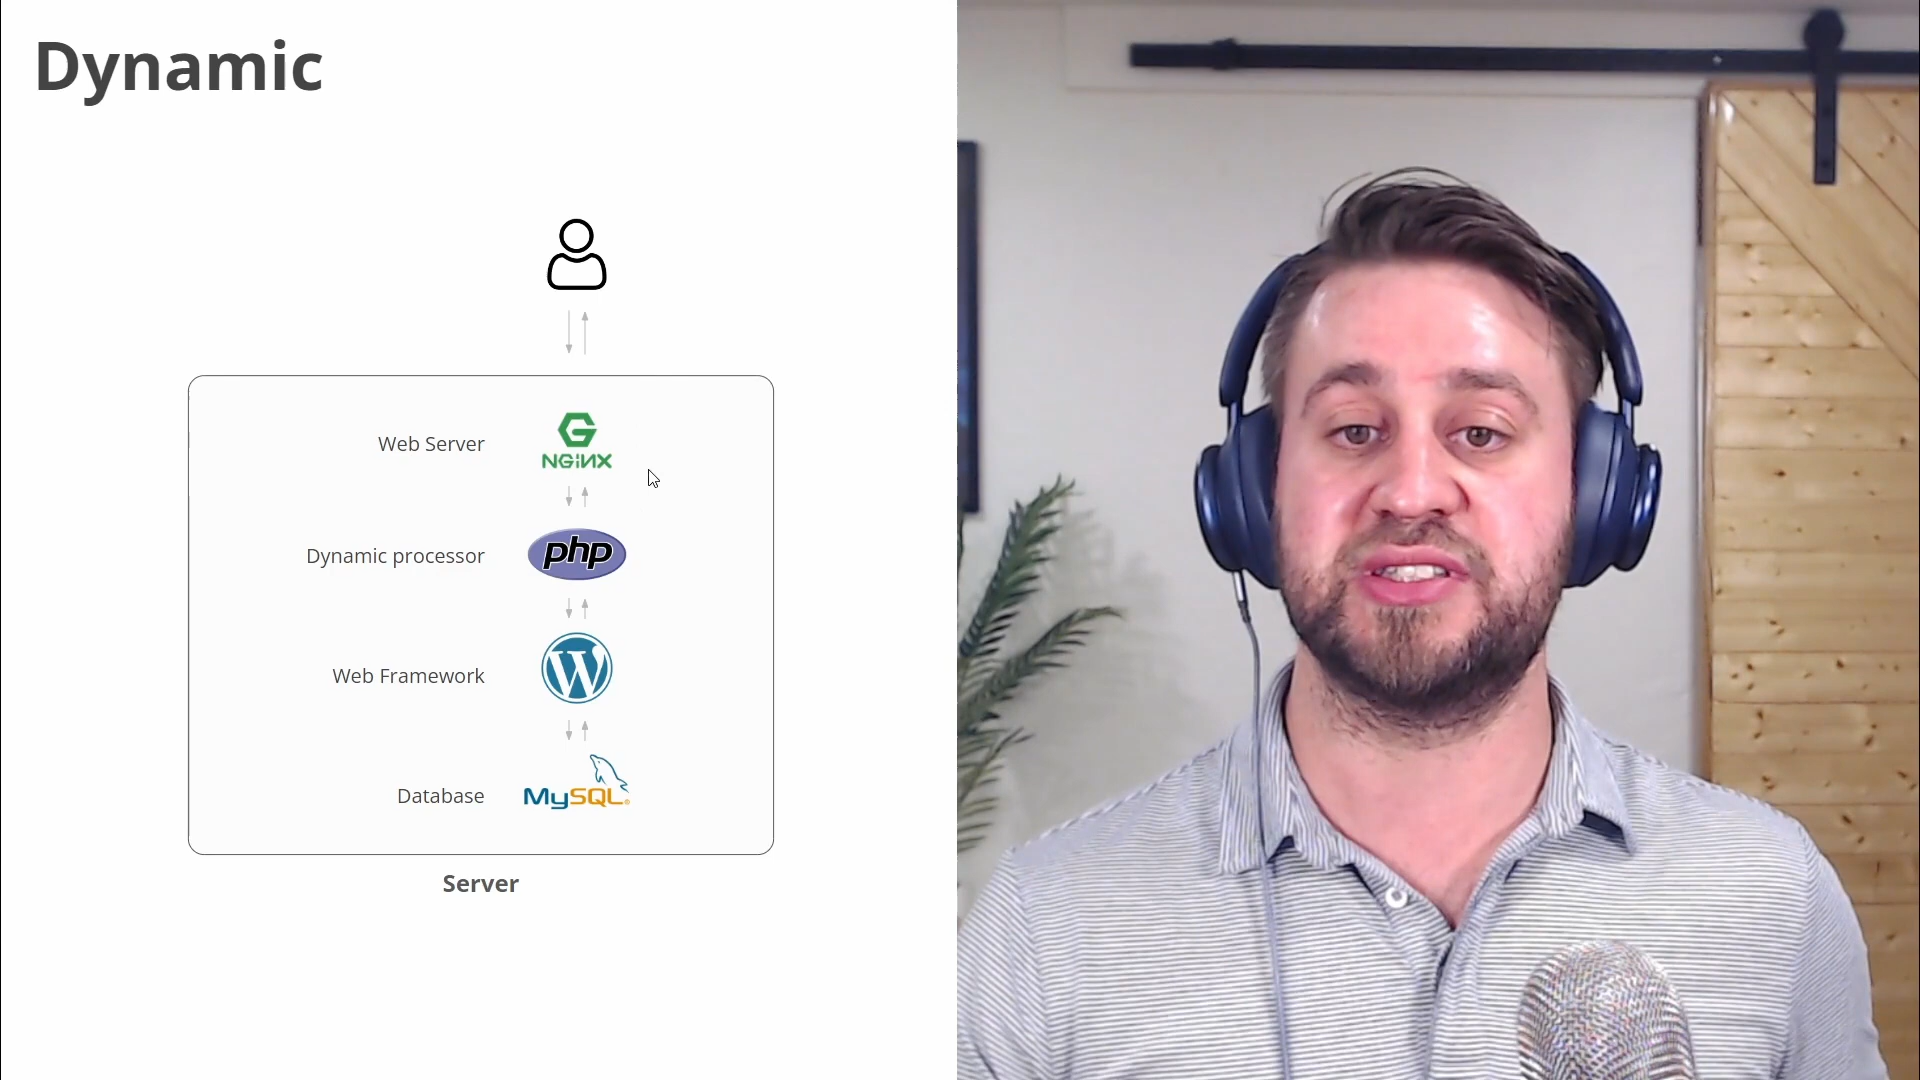 Dynamic
Web Server
NGiNX
Dynamic processor
php
Web Framework
W
Database
MySQL®
Server